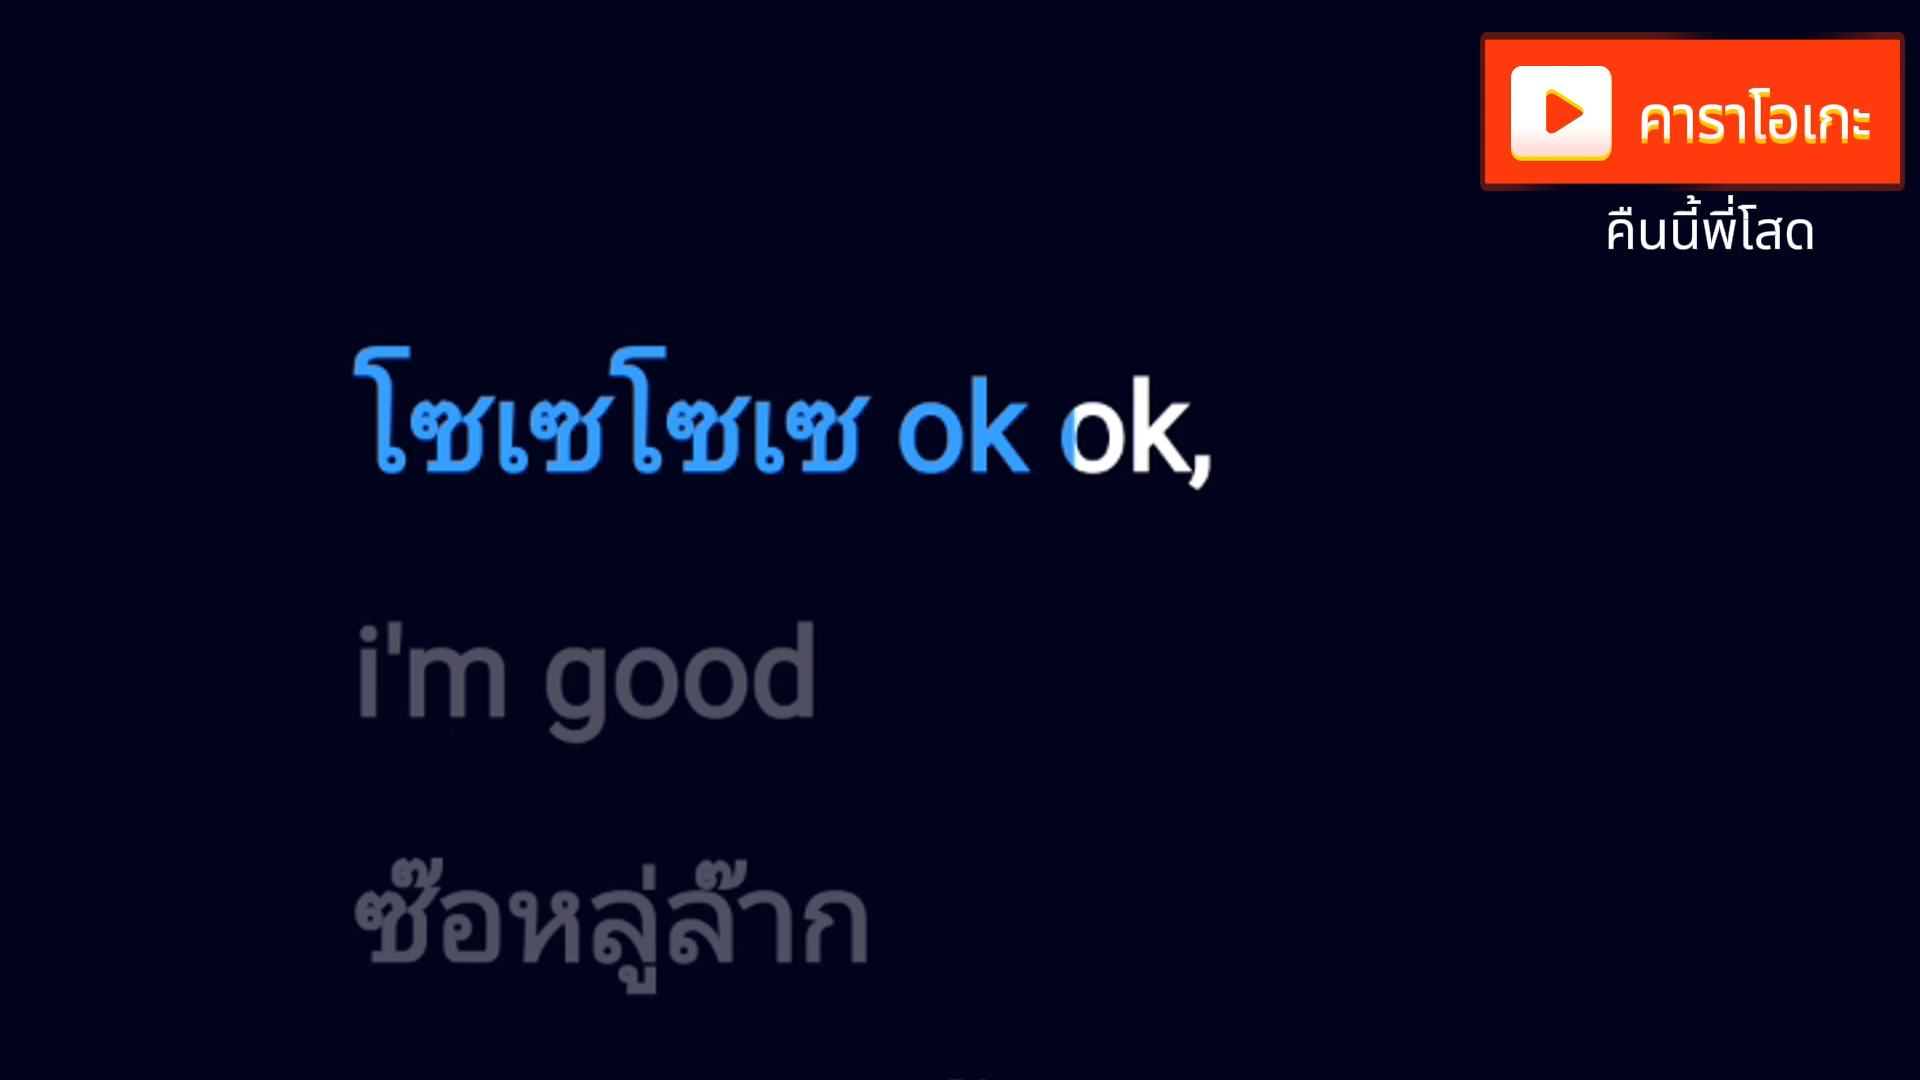 คาราโอเกะ
คืนนี้พี่โสด
โซเซโซเซ ok ok,
i'm good
ซ๊อหลู่ล๊าก